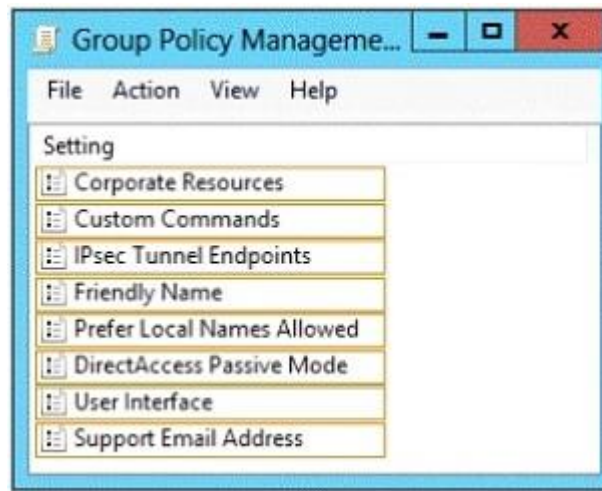 Group Policy Manageme...
File Action View Help
Setting
Corporate Resources
Custom Commands
IPsec Tunnel Endpoints
Friendly Name
Prefer Local Names Allowed
DirectAccess Passive Mode
User Interface
Support Email Address